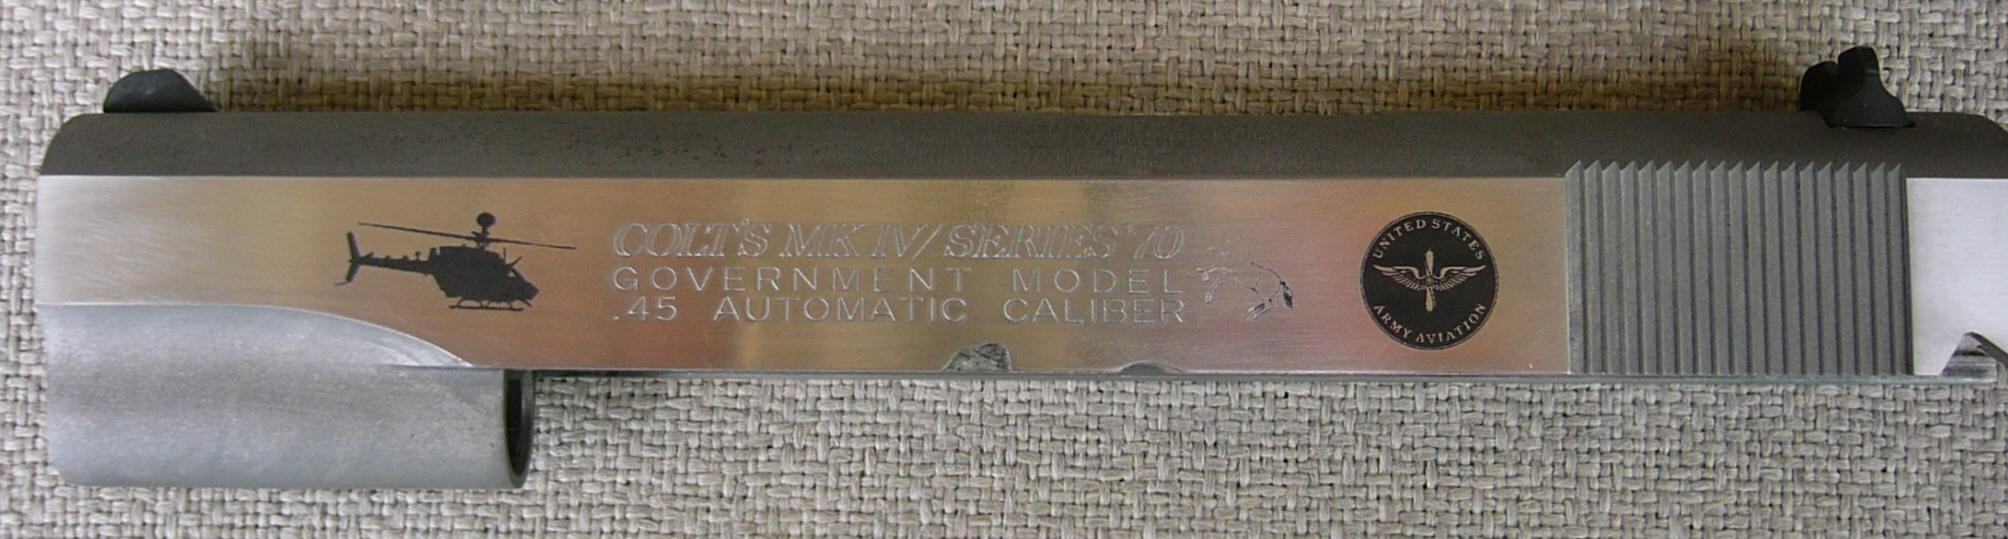 COLT'S MK IV/ SERIES '70
GOVERNMENT MODEL
.45 AUTOMATIC CALIBER
UNITED STATES
ARMY AVIATION